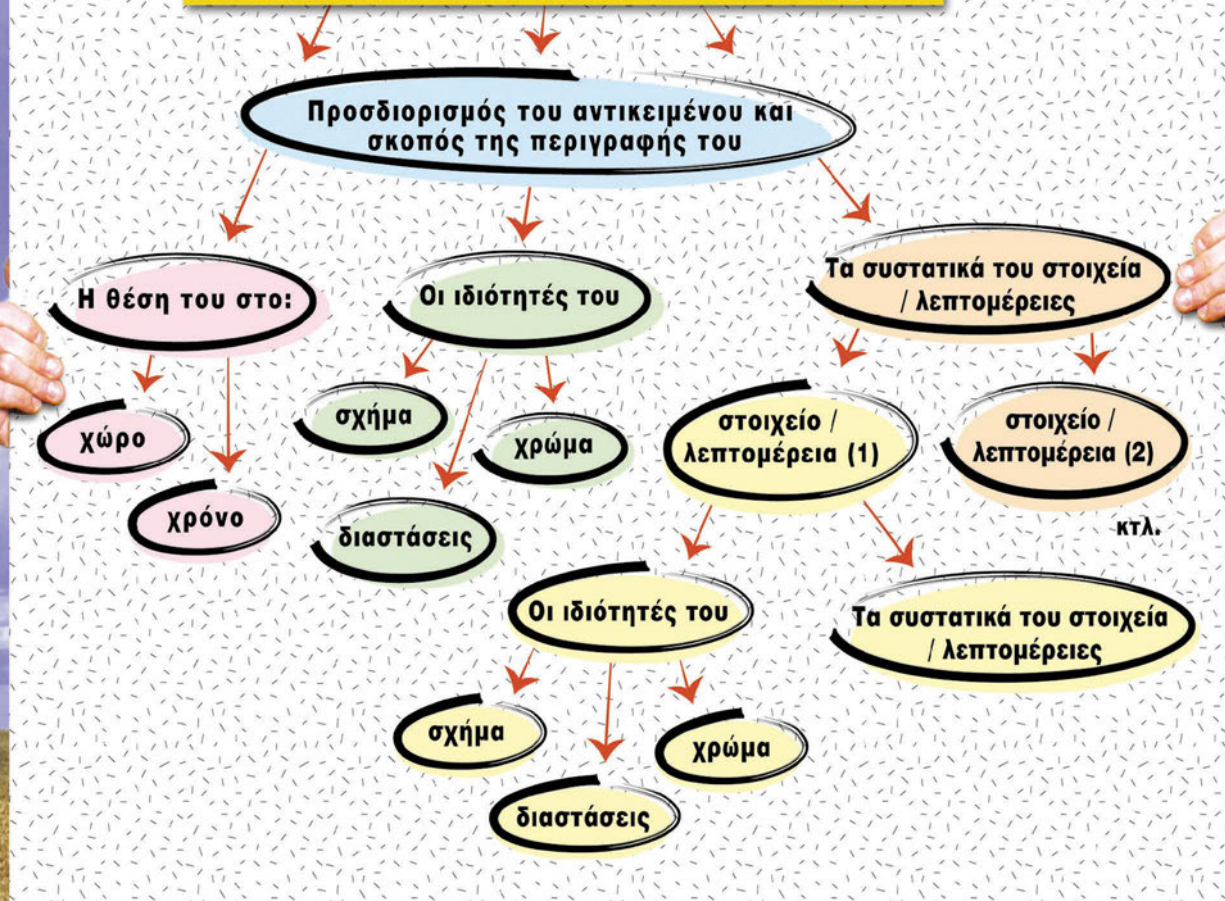 Προσδιορισμός του αντικειμένου και
σκοπός της περιγραφής του
Η θέση του στο:
Οι ιδιότητές του
Τα συστατικά του στοιχεία
/ λεπτομέρειες
χώρο
χρόνο
σχήμα
χρώμα
διαστάσεις
στοιχείο /
λεπτομέρεια (1)
στοιχείο /
λεπτομέρεια (2)
κτλ.
Οι ιδιότητές του
Τα συστατικά του στοιχεία
/ λεπτομέρειες
σχήμα
χρώμα
διαστάσεις